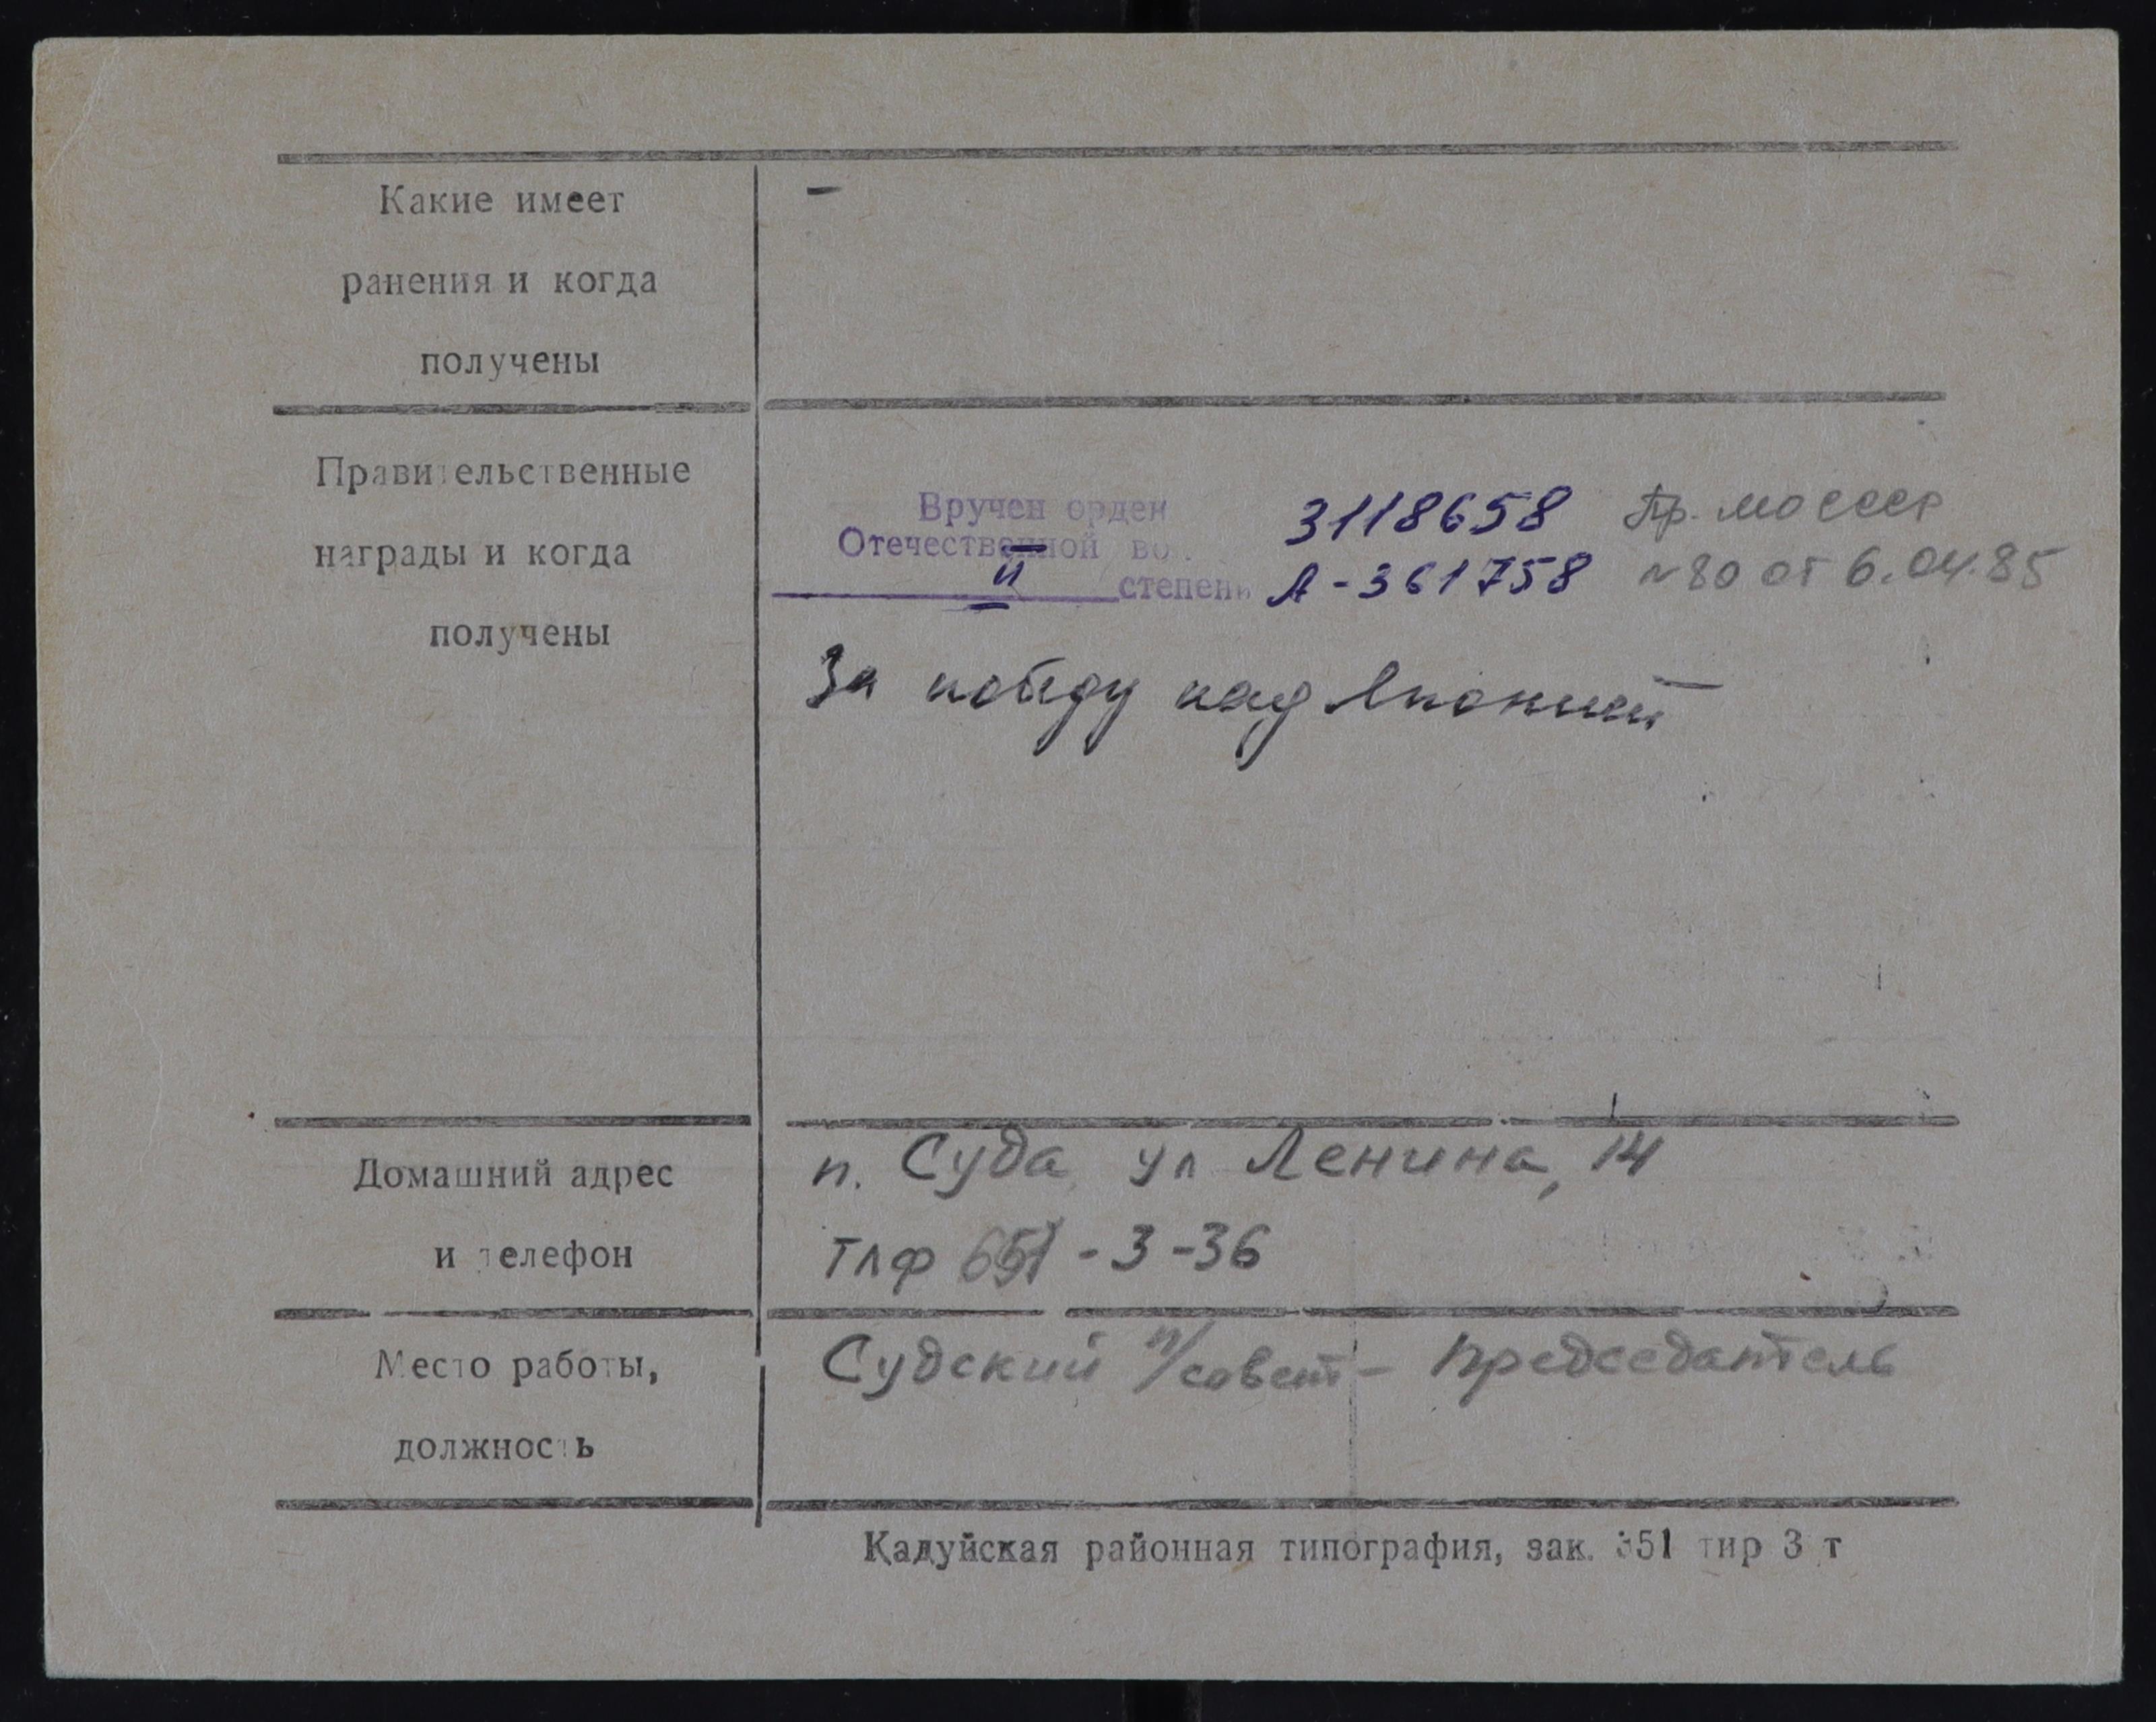 Какие имеет
ранения и когда
получены
–
Правительственные
награды и когда
получены
Вручен орден
Отечественной во
II степени
3118658
А-361758
Пр. МО СССР
№80 от 6.04.85
За победу над Японией
Домашний адрес
и телефон
п. Суда, ул Ленина, 14
тлф - 3-36
Место работы,
должность
Судский п/совет - председатель
Кадуйская районная типография, зак. 351 тир 3 т